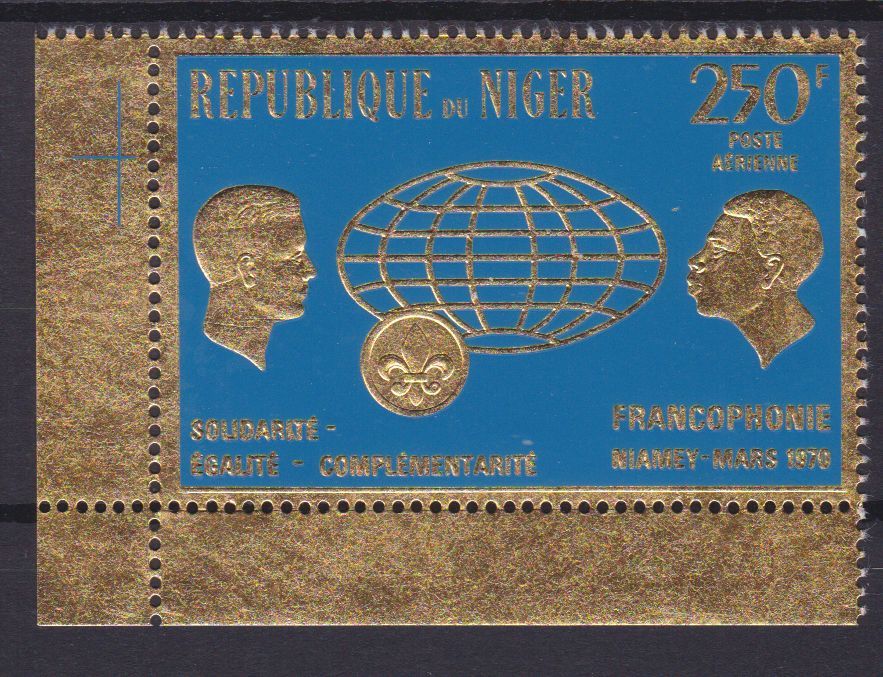 REPUBLIQUE DU NIGER
250F
POSTE
AÉRIENNE
SOLIDARITÉ -
ÉGALITÉ - COMPLÉMENTARITÉ
FRANCOPHONIE
NIAMEY-MARS 1970